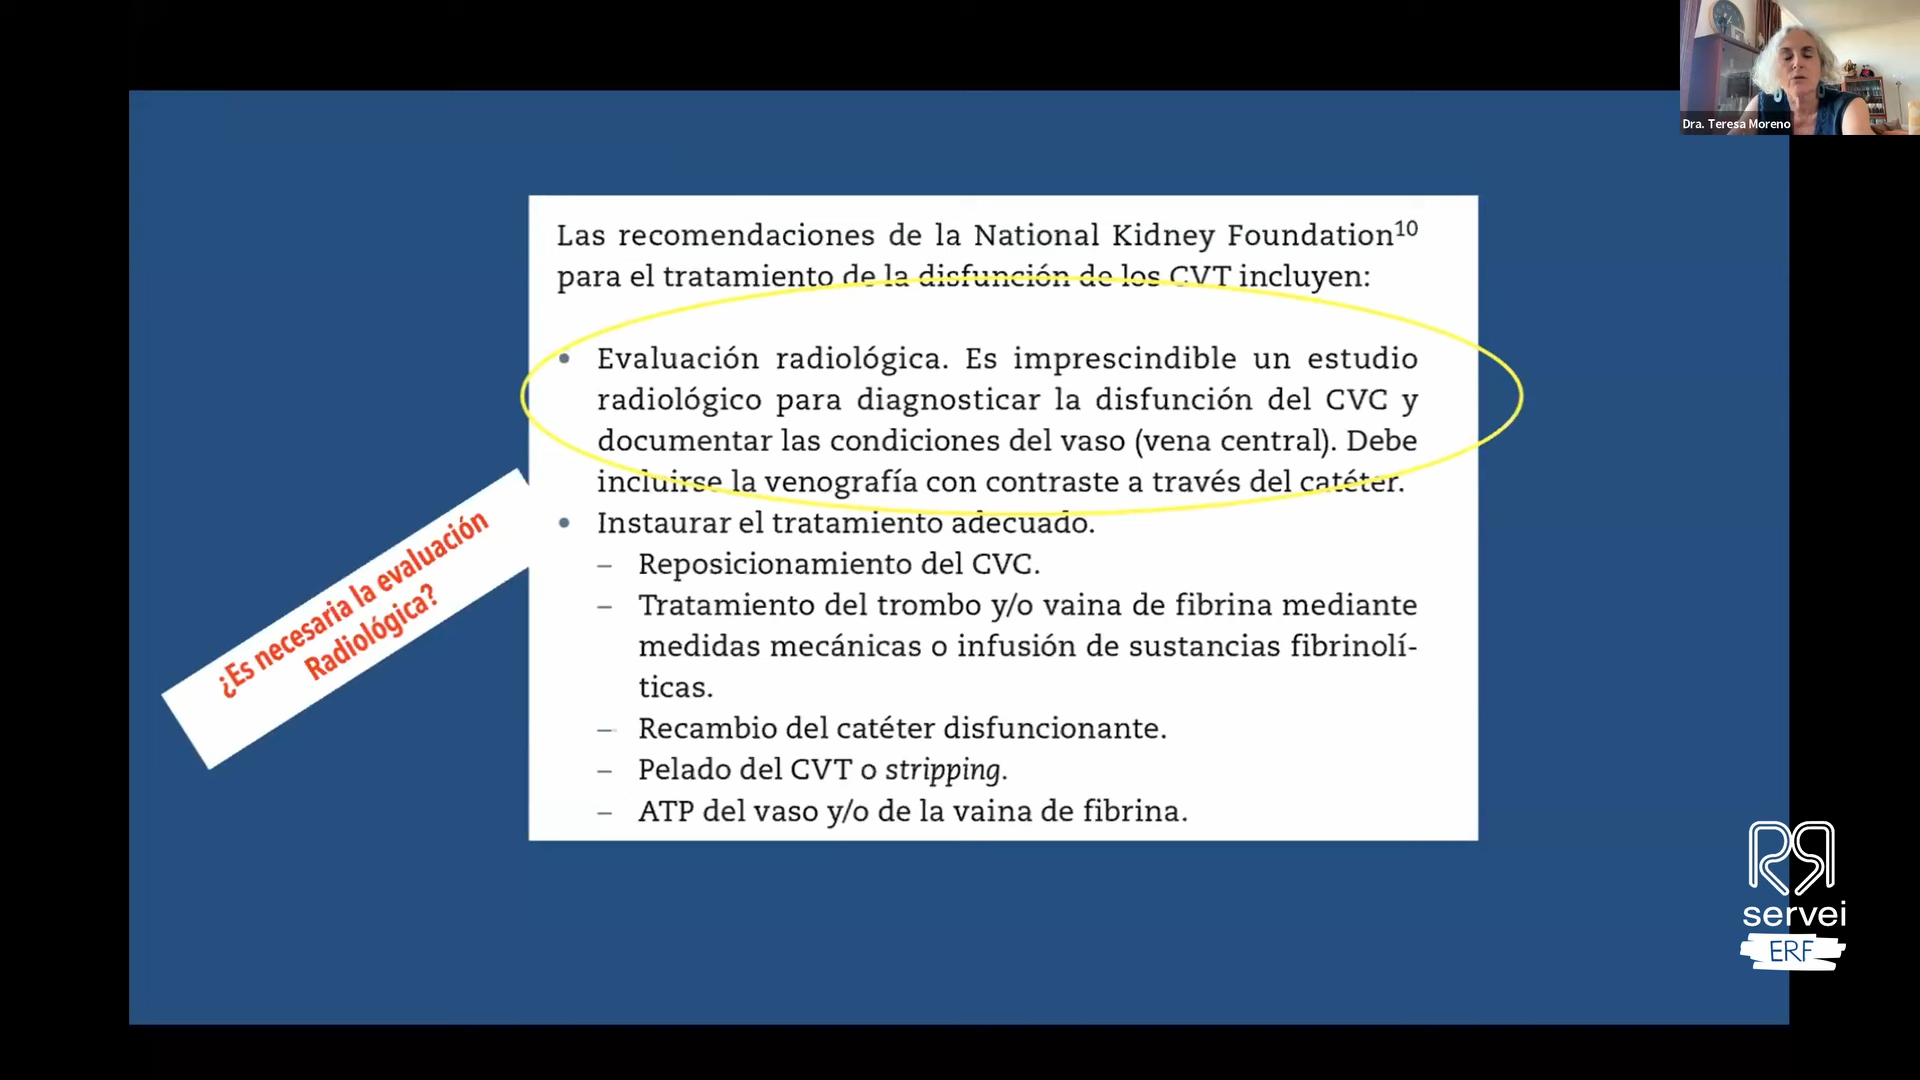 Dra. Teresa Moreno
Las recomendaciones de la National Kidney Foundation10
para el tratamiento de la disfunción de los CVT incluyen:
• Evaluación radiológica. Es imprescindible un estudio
radiológico para diagnosticar la disfunción del CVC y
documentar las condiciones del vaso (vena central). Debe
incluirse la venografía con contraste a través del catéter.
• Instaurar el tratamiento adecuado.
– Reposicionamiento del CVC.
– Tratamiento del trombo y/o vaina de fibrina mediante
medidas mecánicas o infusión de sustancias fibrinolí-
ticas.
– Recambio del catéter disfuncionante.
– Pelado del CVT o stripping.
– ATP del vaso y/o de la vaina de fibrina.
¿Es necesaria la evaluación
Radiológica?
servei
ERF